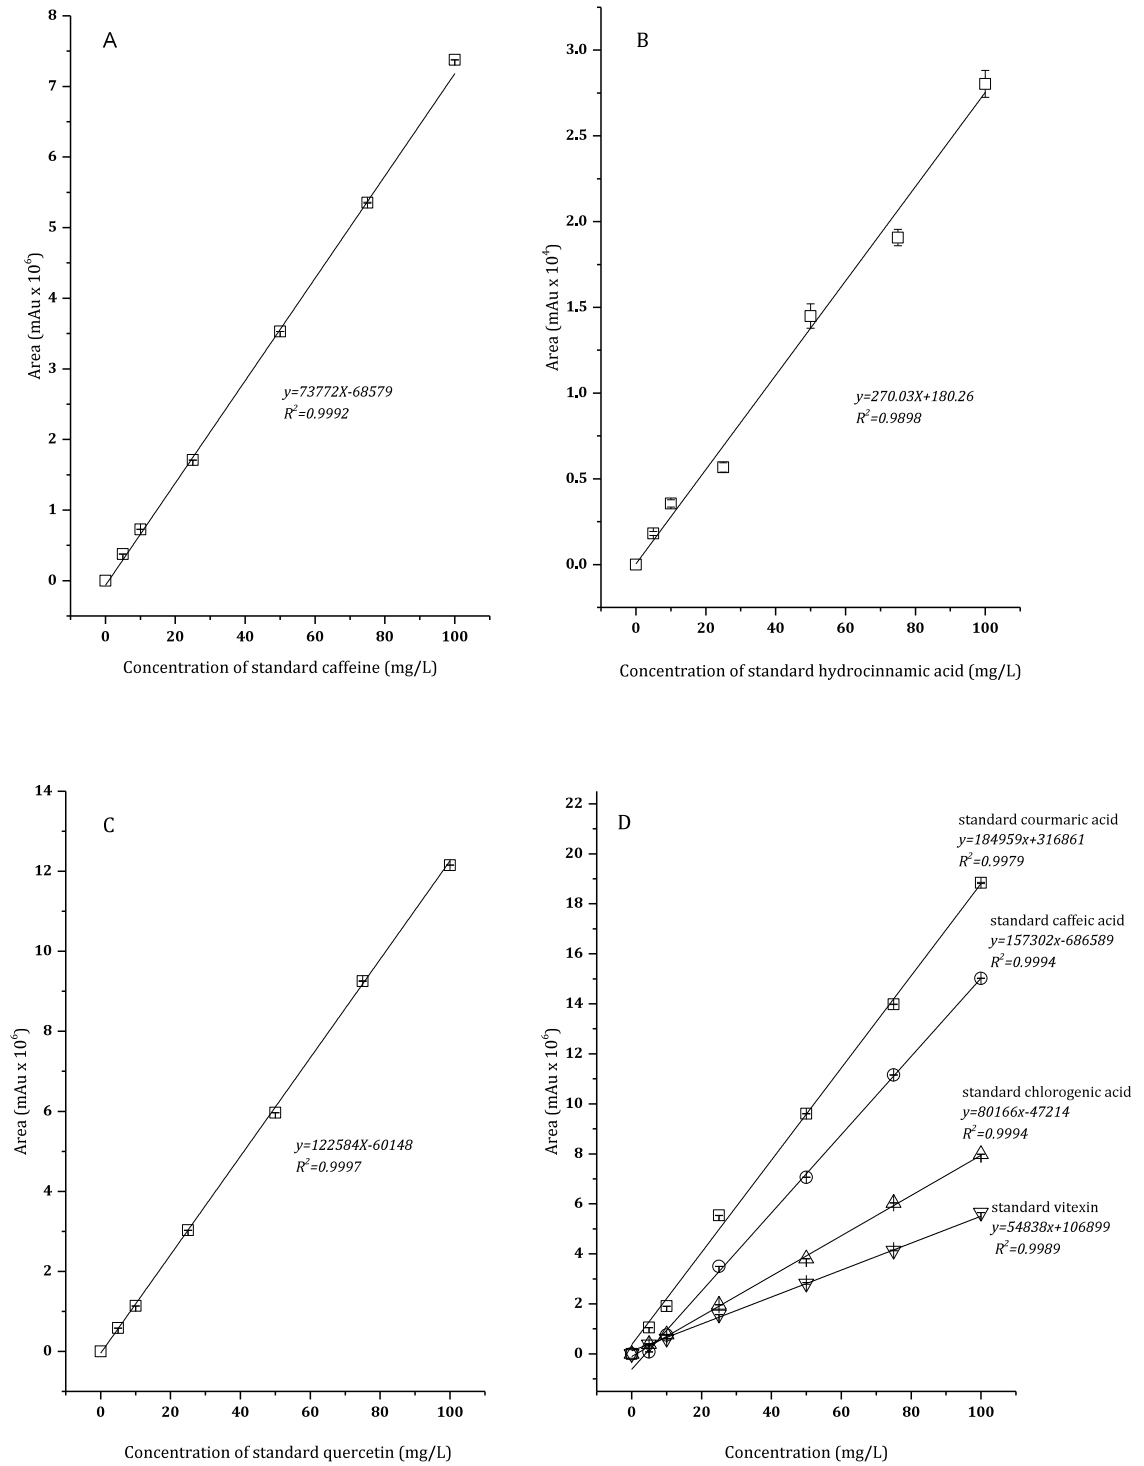 A
Area (mAu x 10⁶)
8
7
6
5
4
3
2
1
0
y=73772X-68579
R²=0.9992
0 20 40 60 80 100
Concentration of standard caffeine (mg/L)
B
Area (mAu x 10⁴)
3.0
2.5
2.0
1.5
1.0
0.5
0.0
y=270.03X+180.26
R²=0.9898
0 20 40 60 80 100
Concentration of standard hydrocinnamic acid (mg/L)
C
Area (mAu x 10⁶)
14
12
10
8
6
4
2
0
y=122584X-60148
R²=0.9997
0 20 40 60 80 100
Concentration of standard quercetin (mg/L)
D
Area (mAu x 10⁶)
22
20
18
16
14
12
10
8
6
4
2
0
standard courmaric acid
y=184959x+316861
R²=0.9979
standard caffeic acid
y=157302x-686589
R²=0.9994
standard chlorogenic acid
y=80166x-47214
R²=0.9994
standard vitexin
y=54838x+106899
R²=0.9989
0 20 40 60 80 100
Concentration (mg/L)